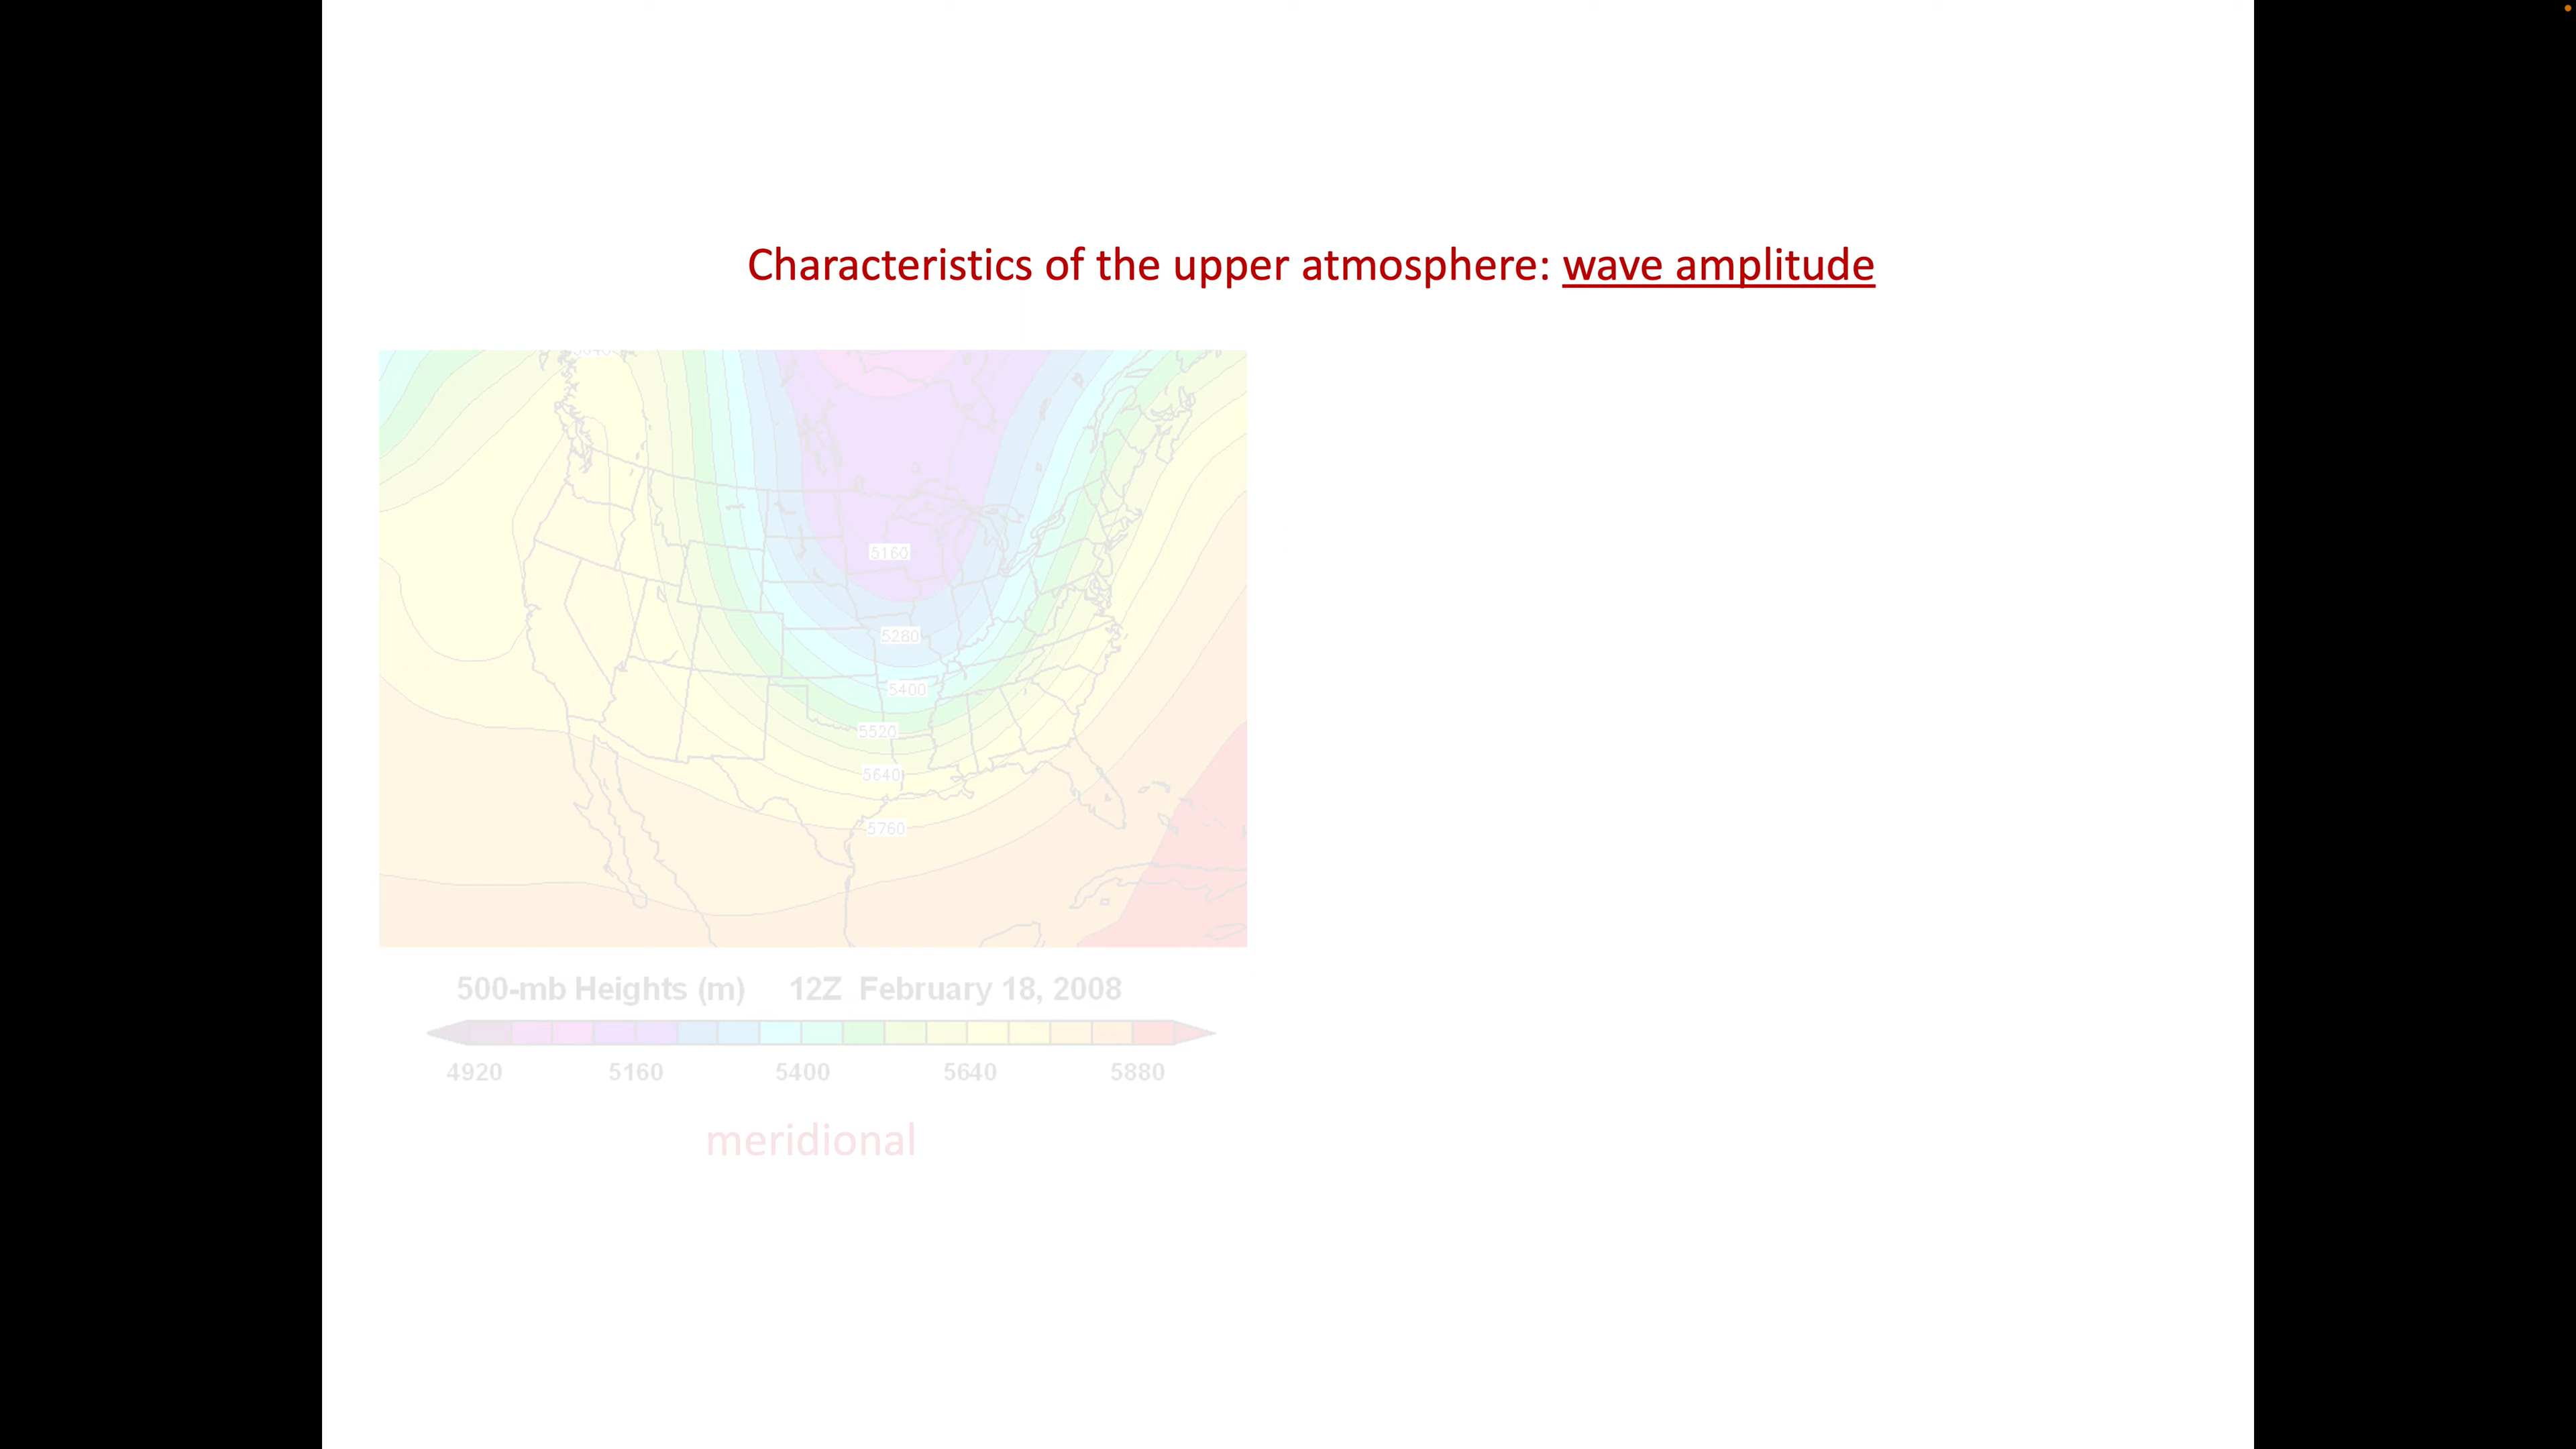 Characteristics of the upper atmosphere: wave amplitude
5160
5280
5400
5520
5640
5760
500-mb Heights (m) 12Z February 18, 2008
4920 5160 5400 5640 5880
meridional